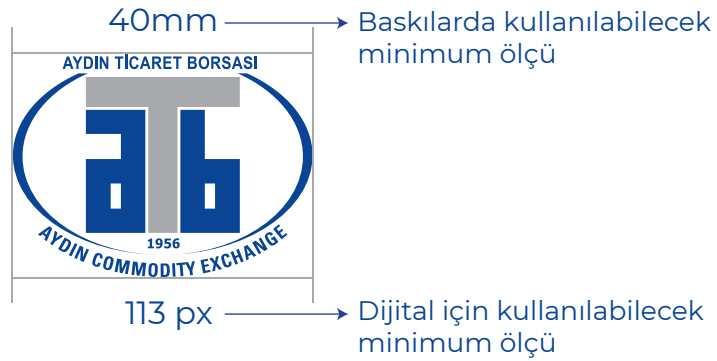 40mm
Baskılarda kullanılabilecek
minimum ölçü
AYDIN TİCARET BORSASI
aTb
1956
AYDIN COMMODITY EXCHANGE
113 px
Dijital için kullanılabilecek
minimum ölçü